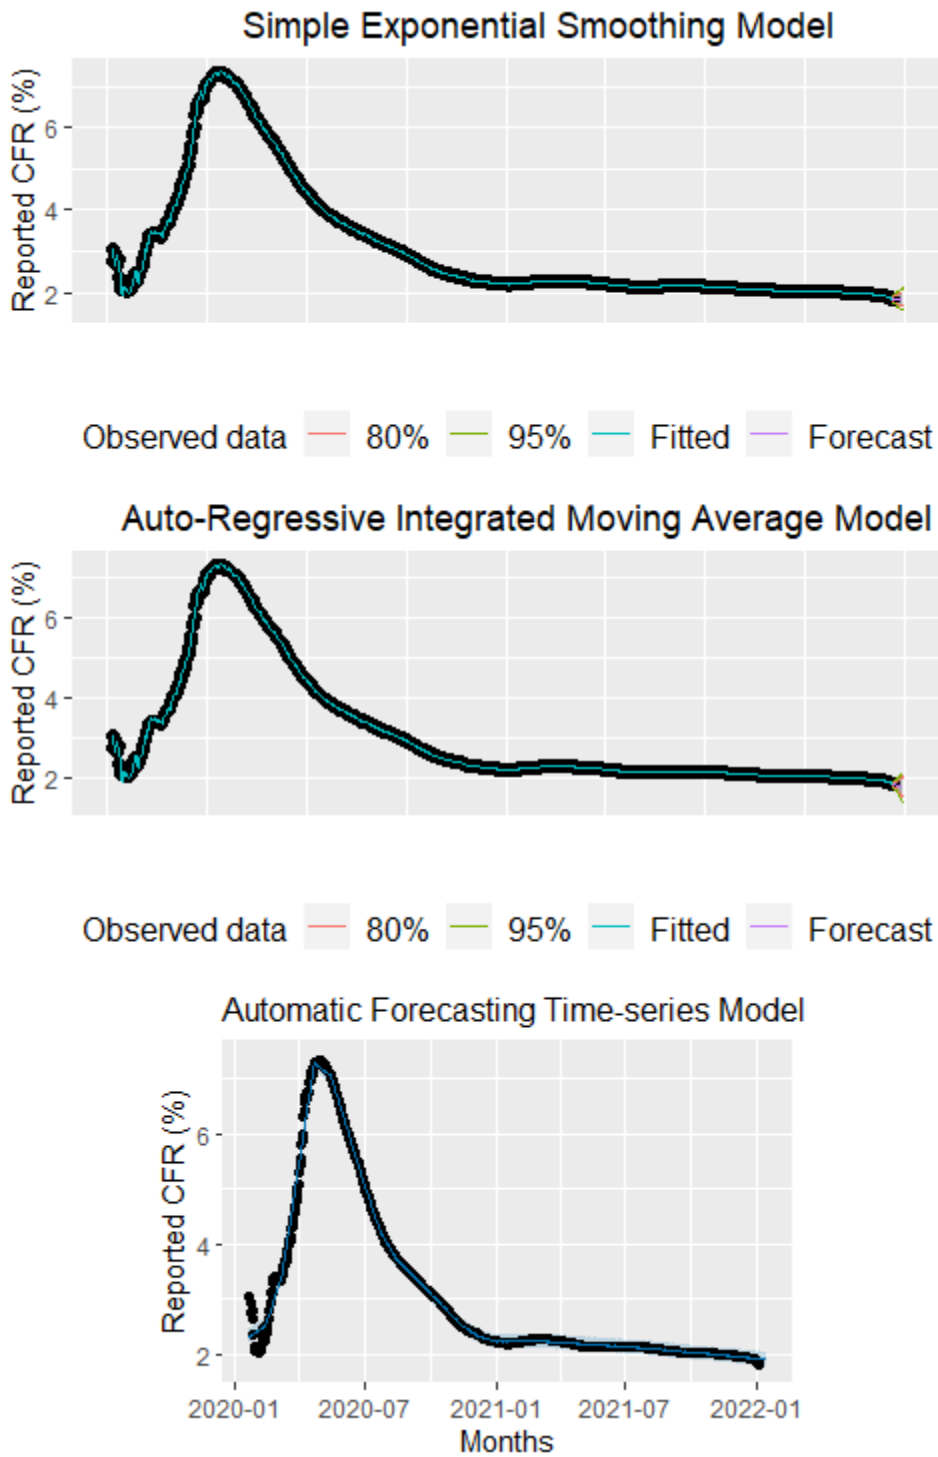 Simple Exponential Smoothing Model
Reported CFR (%)
6
4
2
Observed data 80% 95% Fitted Forecast
Auto-Regressive Integrated Moving Average Model
Reported CFR (%)
6
4
2
Observed data 80% 95% Fitted Forecast
Automatic Forecasting Time-series Model
Reported CFR (%)
6
4
2
2020-01 2020-07 2021-01 2021-07 2022-01
Months